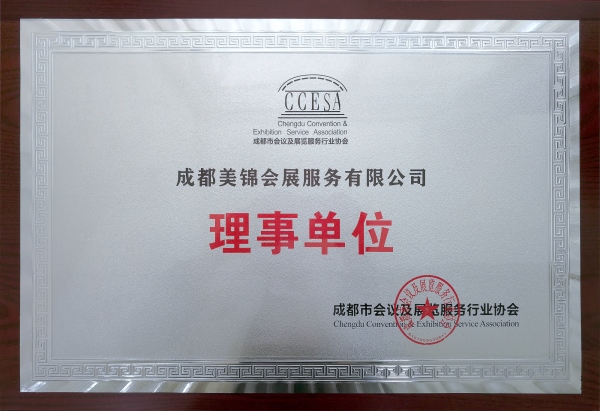 CCESA
Chengdu Convention &
Exhibition Service Association
成都市会议及展览服务行业协会
成都美锦会展服务有限公司
理事单位
成都市会议及展览服务行业协会
Chengdu Convention & Exhibition Service Association